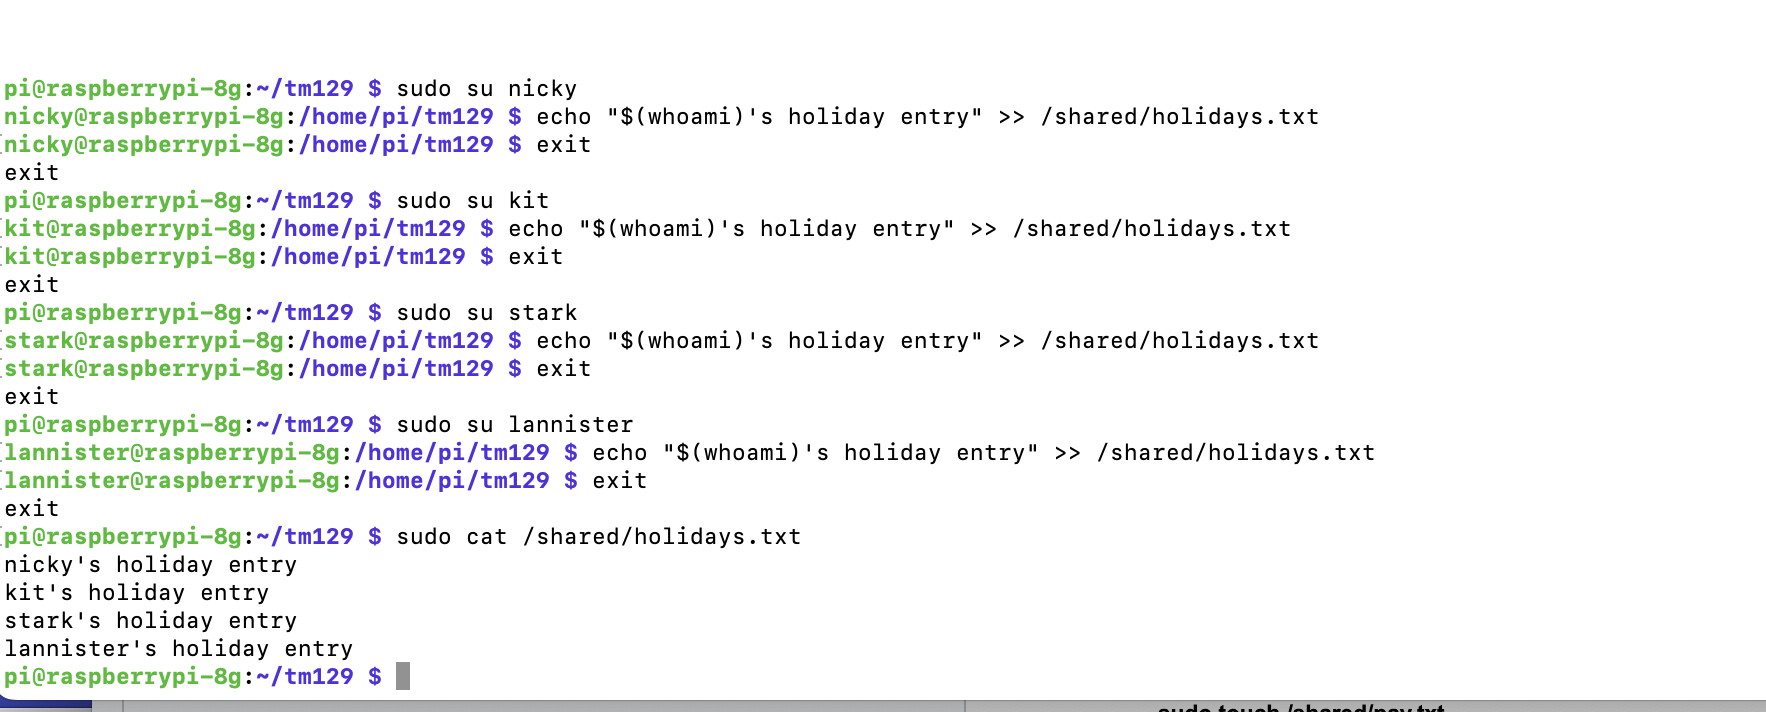 pi@raspberrypi-8g:~/tm129 $ sudo su nicky
nicky@raspberrypi-8g:/home/pi/tm129 $ echo "$(whoami)'s holiday entry" >> /shared/holidays.txt
nicky@raspberrypi-8g:/home/pi/tm129 $ exit
exit
pi@raspberrypi-8g:~/tm129 $ sudo su kit
kit@raspberrypi-8g:/home/pi/tm129 $ echo "$(whoami)'s holiday entry" >> /shared/holidays.txt
kit@raspberrypi-8g:/home/pi/tm129 $ exit
exit
pi@raspberrypi-8g:~/tm129 $ sudo su stark
stark@raspberrypi-8g:/home/pi/tm129 $ echo "$(whoami)'s holiday entry" >> /shared/holidays.txt
stark@raspberrypi-8g:/home/pi/tm129 $ exit
exit
pi@raspberrypi-8g:~/tm129 $ sudo su lannister
lannister@raspberrypi-8g:/home/pi/tm129 $ echo "$(whoami)'s holiday entry" >> /shared/holidays.txt
lannister@raspberrypi-8g:/home/pi/tm129 $ exit
exit
pi@raspberrypi-8g:~/tm129 $ sudo cat /shared/holidays.txt
nicky's holiday entry
kit's holiday entry
stark's holiday entry
lannister's holiday entry
pi@raspberrypi-8g:~/tm129 $
sudo touch /shared/pay.txt